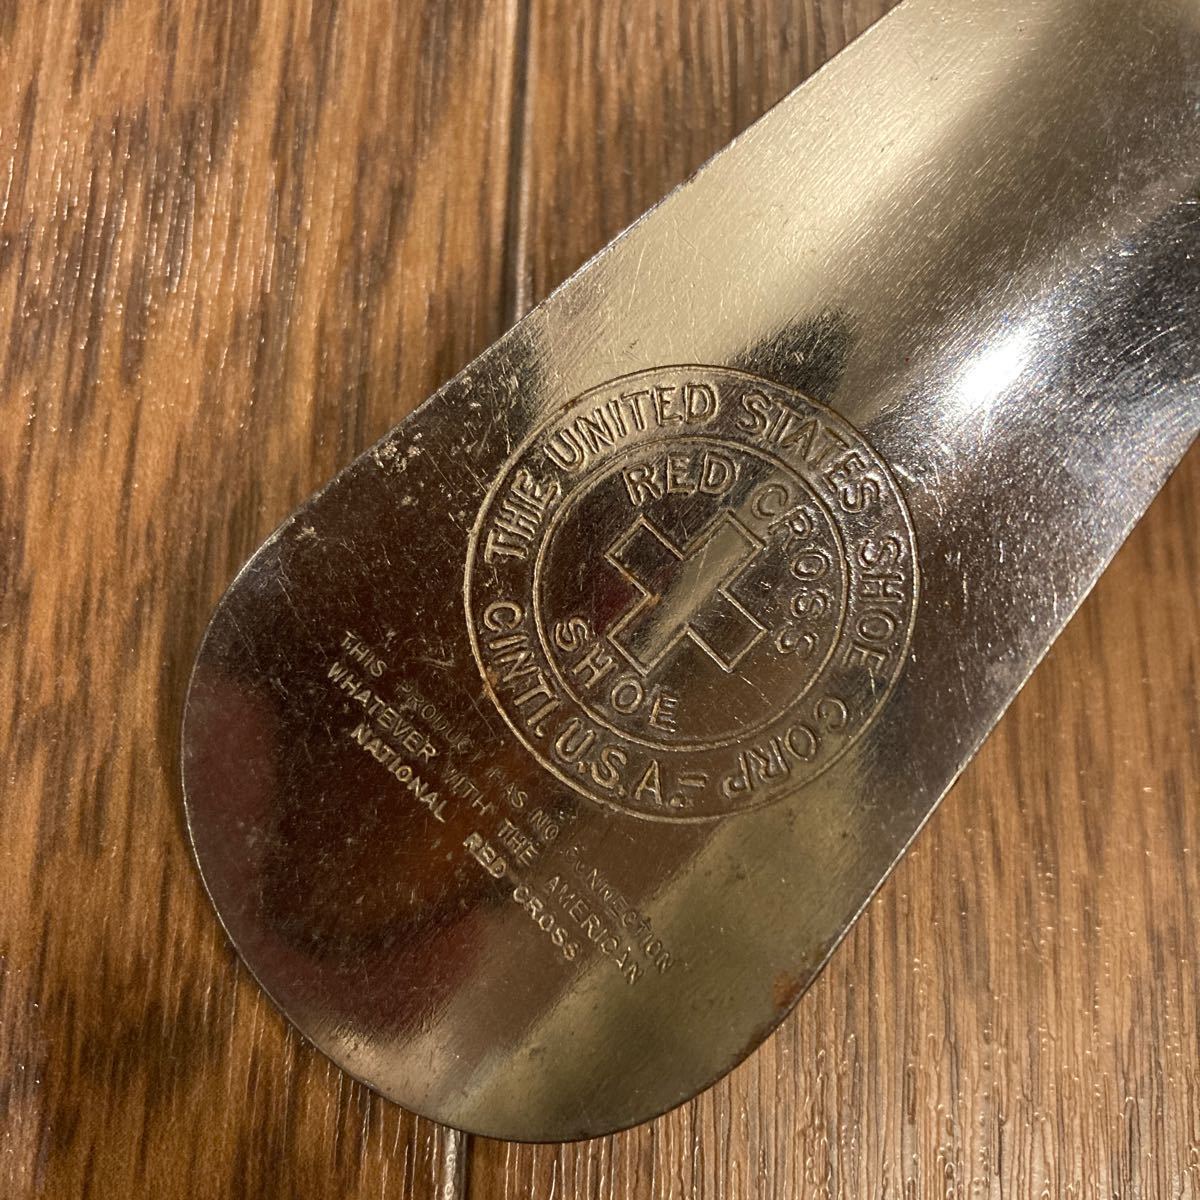 THE UNITED STATES SHOE CORP
CINTI. U.S.A.
RED CROSS
SHOE
THIS PRODUCT HAS NO CONNECTION
WHATEVER WITH THE AMERICAN
NATIONAL RED CROSS